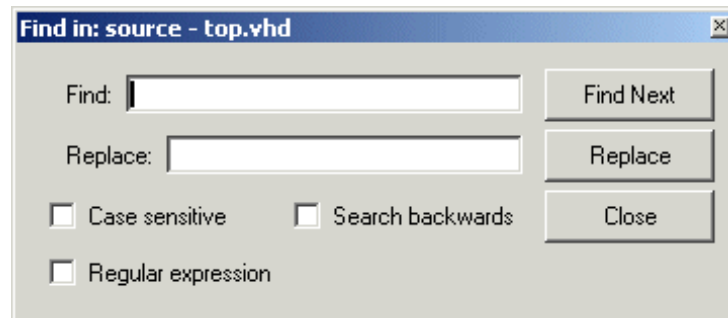 Find in: source - top.vhd
Find: Find Next
Replace: Replace
Case sensitive Search backwards Close
Regular expression